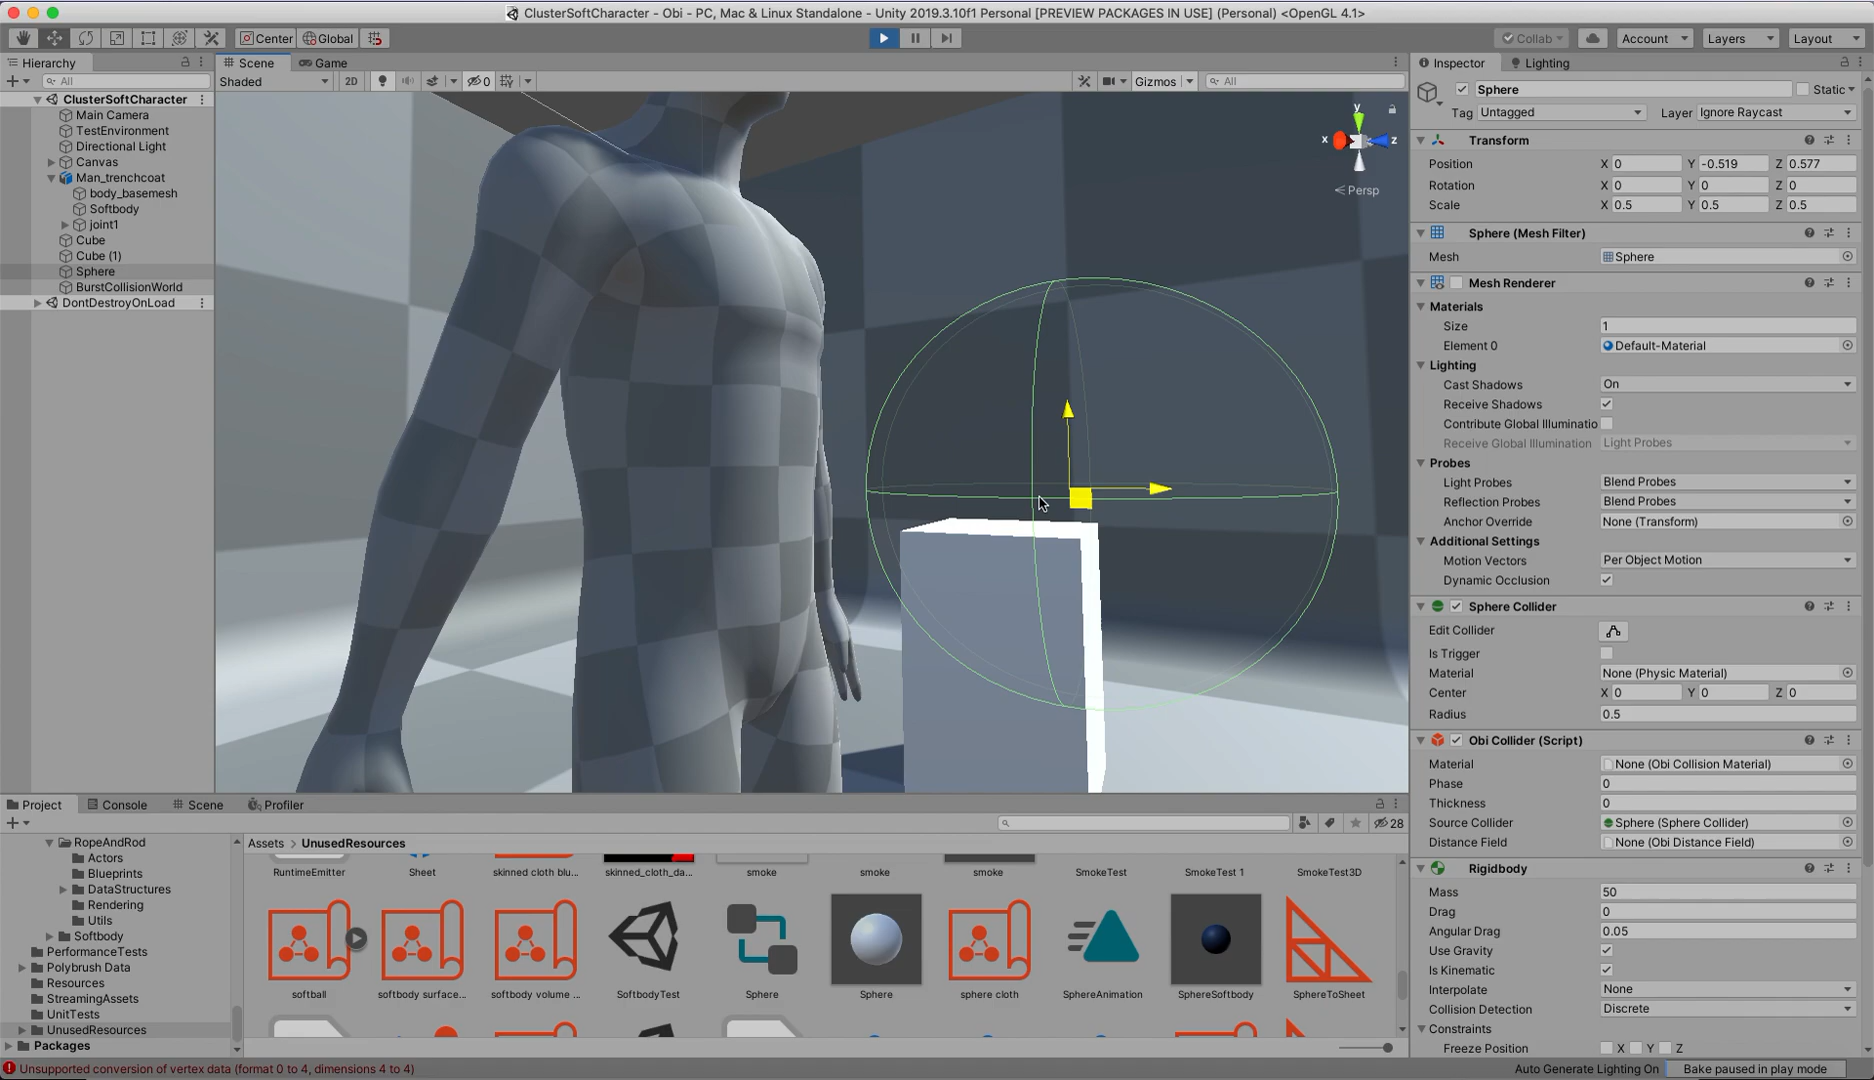 ClusterSoftCharacter - Obi - PC, Mac & Linux Standalone - Unity 2019.3.10f1 Personal [PREVIEW PACKAGES IN USE] (Personal) <OpenGL 4.1>
Center Global Collab Account Layers Layout
Hierarchy
All
ClusterSoftCharacter
Main Camera
TestEnvironment
Directional Light
Canvas
Man_trenchcoat
body_basemesh
Softbody
joint1
Cube
Cube (1)
Sphere
BurstCollisionWorld
DontDestroyOnLoad
Scene Game
Shaded 2D 0 Gizmos All
y
x z
Persp
Inspector Lighting
Sphere Static
Tag Untagged Layer Ignore Raycast
Transform
Position X 0 Y -0.519 Z 0.577
Rotation X 0 Y 0 Z 0
Scale X 0.5 Y 0.5 Z 0.5
Sphere (Mesh Filter)
Mesh Sphere
Mesh Renderer
Materials
Size 1
Element 0 Default-Material
Lighting
Cast Shadows On
Receive Shadows
Contribute Global Illuminatio
Receive Global Illumination Light Probes
Probes
Light Probes Blend Probes
Reflection Probes Blend Probes
Anchor Override None (Transform)
Additional Settings
Motion Vectors Per Object Motion
Dynamic Occlusion
Sphere Collider
Edit Collider
Is Trigger
Material None (Physic Material)
Center X 0 Y 0 Z 0
Radius 0.5
Obi Collider (Script)
Material None (Obi Collision Material)
Phase 0
Thickness 0
Source Collider Sphere (Sphere Collider)
Distance Field None (Obi Distance Field)
Rigidbody
Mass 50
Drag 0
Angular Drag 0.05
Use Gravity
Is Kinematic
Interpolate None
Collision Detection Discrete
Constraints
Freeze Position X Y Z
Project Console Scene Profiler
28
RopeAndRod
Actors
Blueprints
DataStructures
Rendering
Utils
Softbody
PerformanceTests
Polybrush Data
Resources
StreamingAssets
UnitTests
UnusedResources
Packages
Assets > UnusedResources
RuntimeEmitter Sheet skinned cloth blu... skinned_cloth_da... smoke smoke smoke SmokeTest SmokeTest 1 SmokeTest3D
softball softbody surface... softbody volume ... SoftbodyTest Sphere Sphere sphere cloth SphereAnimation SphereSoftbody SphereToSheet
Unsupported conversion of vertex data (format 0 to 4, dimensions 4 to 4)
Auto Generate Lighting On Bake paused in play mode